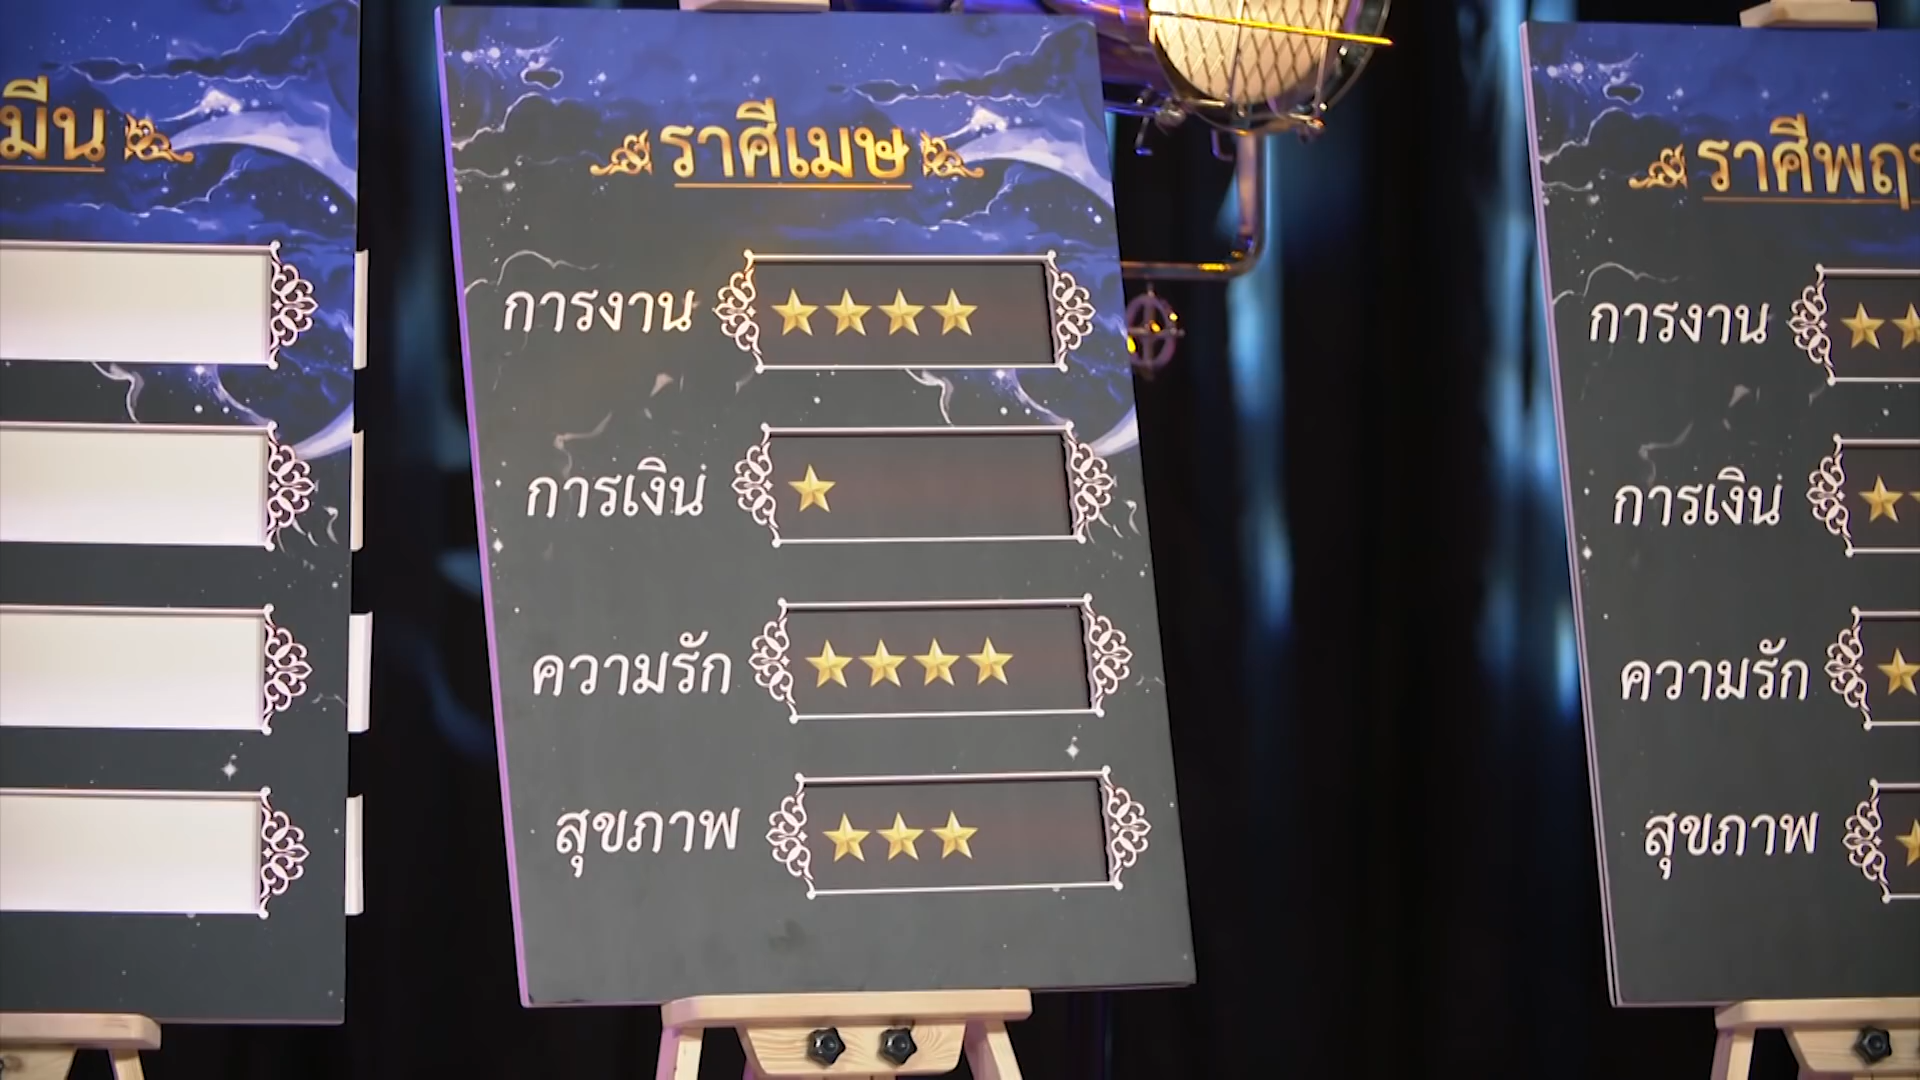 มีน
ราศีเมษ
การงาน
การเงิน
ความรัก
สุขภาพ
การงาน
การเงิน
ความรัก
สุขภาพ